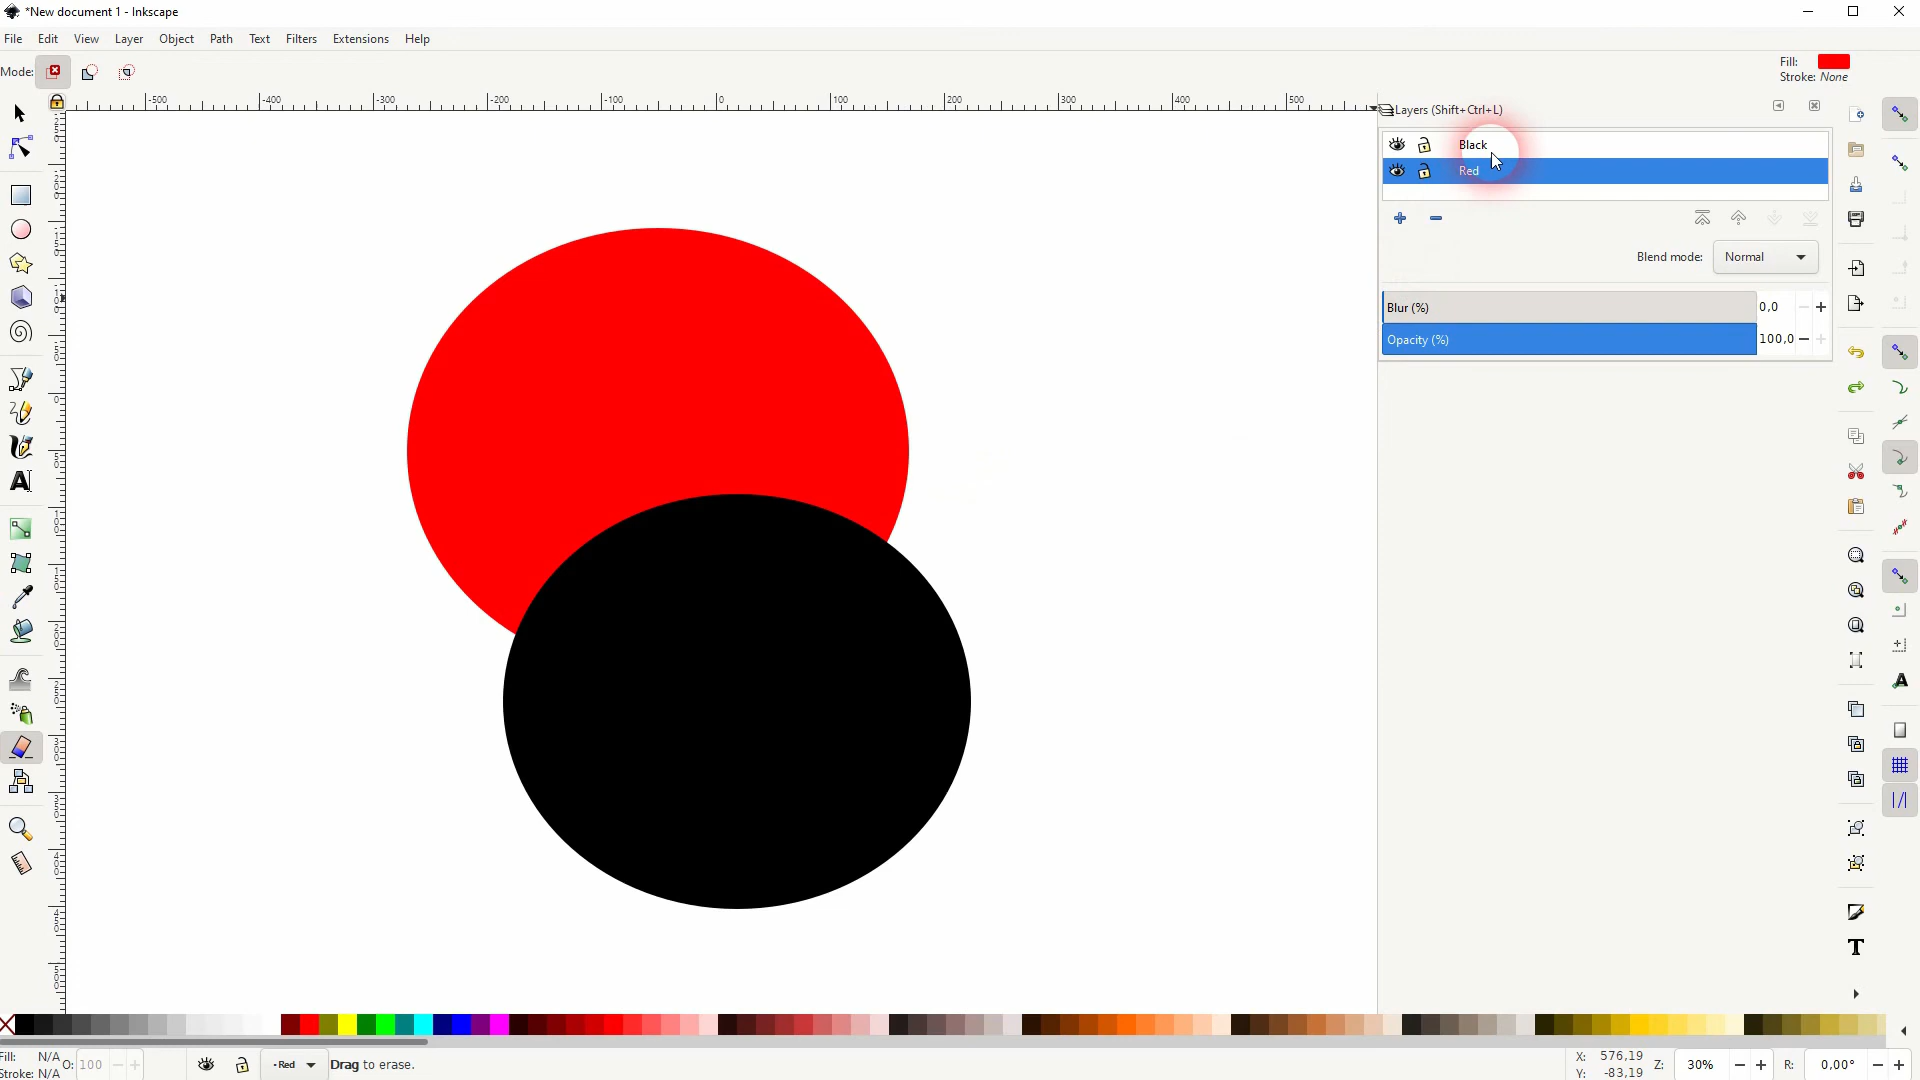 *New document 1 - Inkscape
File Edit View Layer Object Path Text Filters Extensions Help
Mode:
Fill:
Stroke: None
-500 -400 -300 -200 -100 0 100 200 300 400 500
Layers (Shift+Ctrl+L)
Black
Red
Blend mode: Normal
Blur (%) 0,0
Opacity (%) 100,0
Fill: N/A
Stroke: N/A
O: 100
Red
Drag to erase.
X: 576,19
Y: -83,19
Z: 30%
R: 0,00°